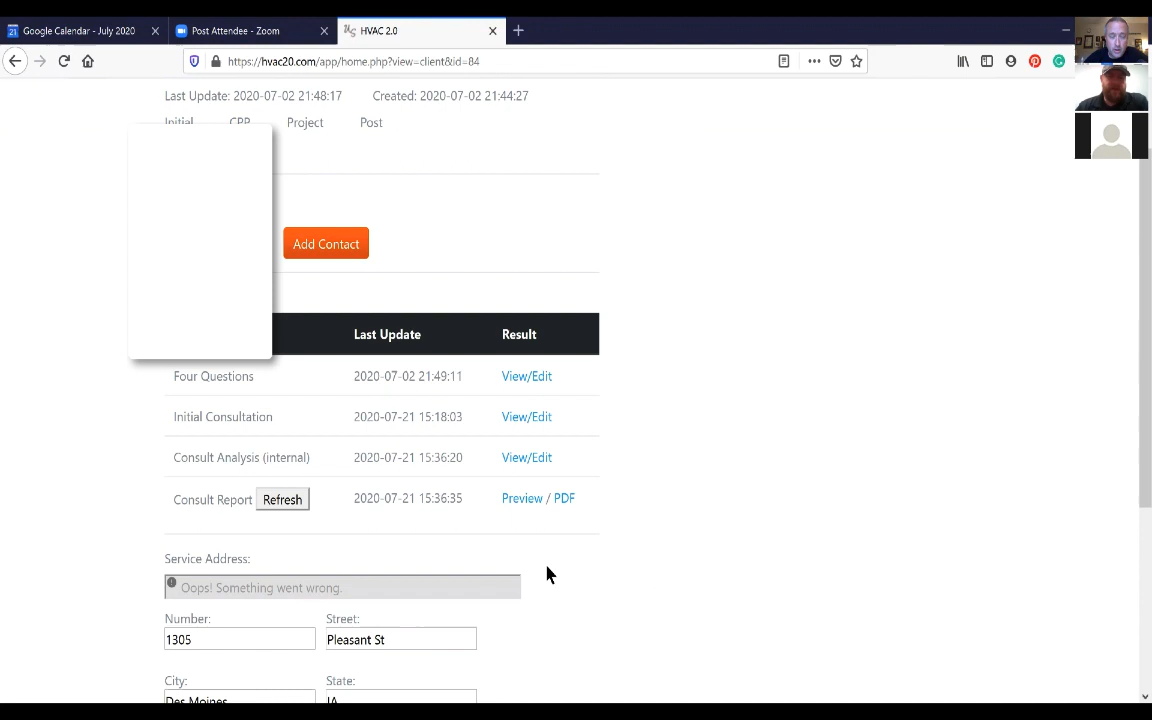 Google Calendar - July 2020
Post Attendee - Zoom
HVAC 2.0
https://hvac20.com/app/home.php?view=client&id=84
Last Update: 2020-07-02 21:48:17 Created: 2020-07-02 21:44:27
Initial CPP Project Post
Add Contact
Last Update Result
Four Questions 2020-07-02 21:49:11 View/Edit
Initial Consultation 2020-07-21 15:18:03 View/Edit
Consult Analysis (internal) 2020-07-21 15:36:20 View/Edit
Consult Report Refresh 2020-07-21 15:36:35 Preview / PDF
Service Address:
Oops! Something went wrong.
Number: Street:
1305 Pleasant St
City: State:
Des Moines IA